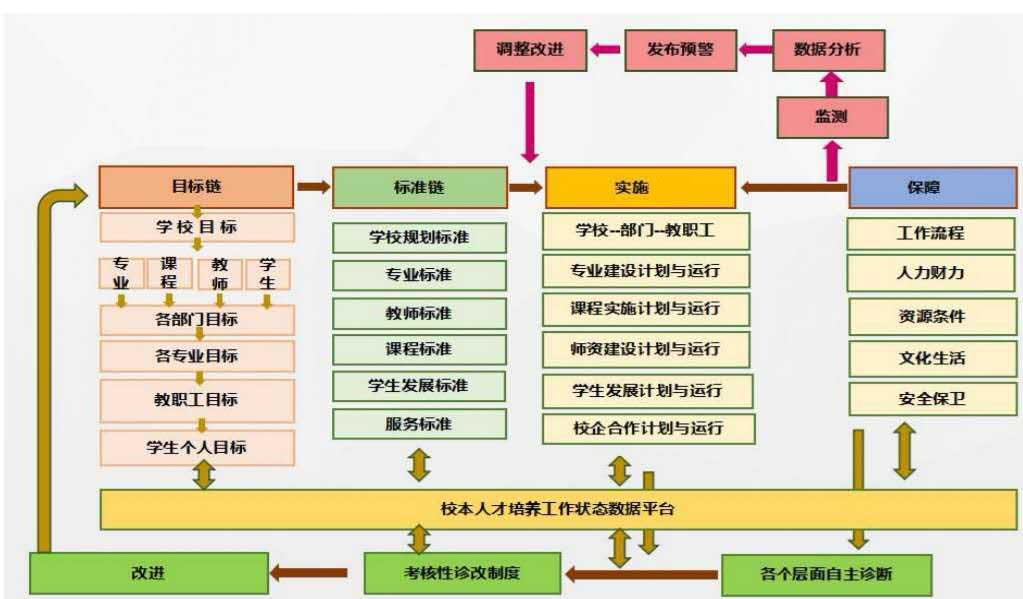 调整改进
发布预警
数据分析
监测
目标链
标准链
实施
保障
学校目标
专业
课程
教师
学生
各部门目标
各专业目标
教职工目标
学生个人目标
学校规划标准
专业标准
教师标准
课程标准
学生发展标准
服务标准
学校--部门--教职工
专业建设计划与运行
课程实施计划与运行
师资建设计划与运行
学生发展计划与运行
校企合作计划与运行
工作流程
人力财力
资源条件
文化生活
安全保卫
校本人才培养工作状态数据平台
改进
考核性诊改制度
各个层面自主诊断